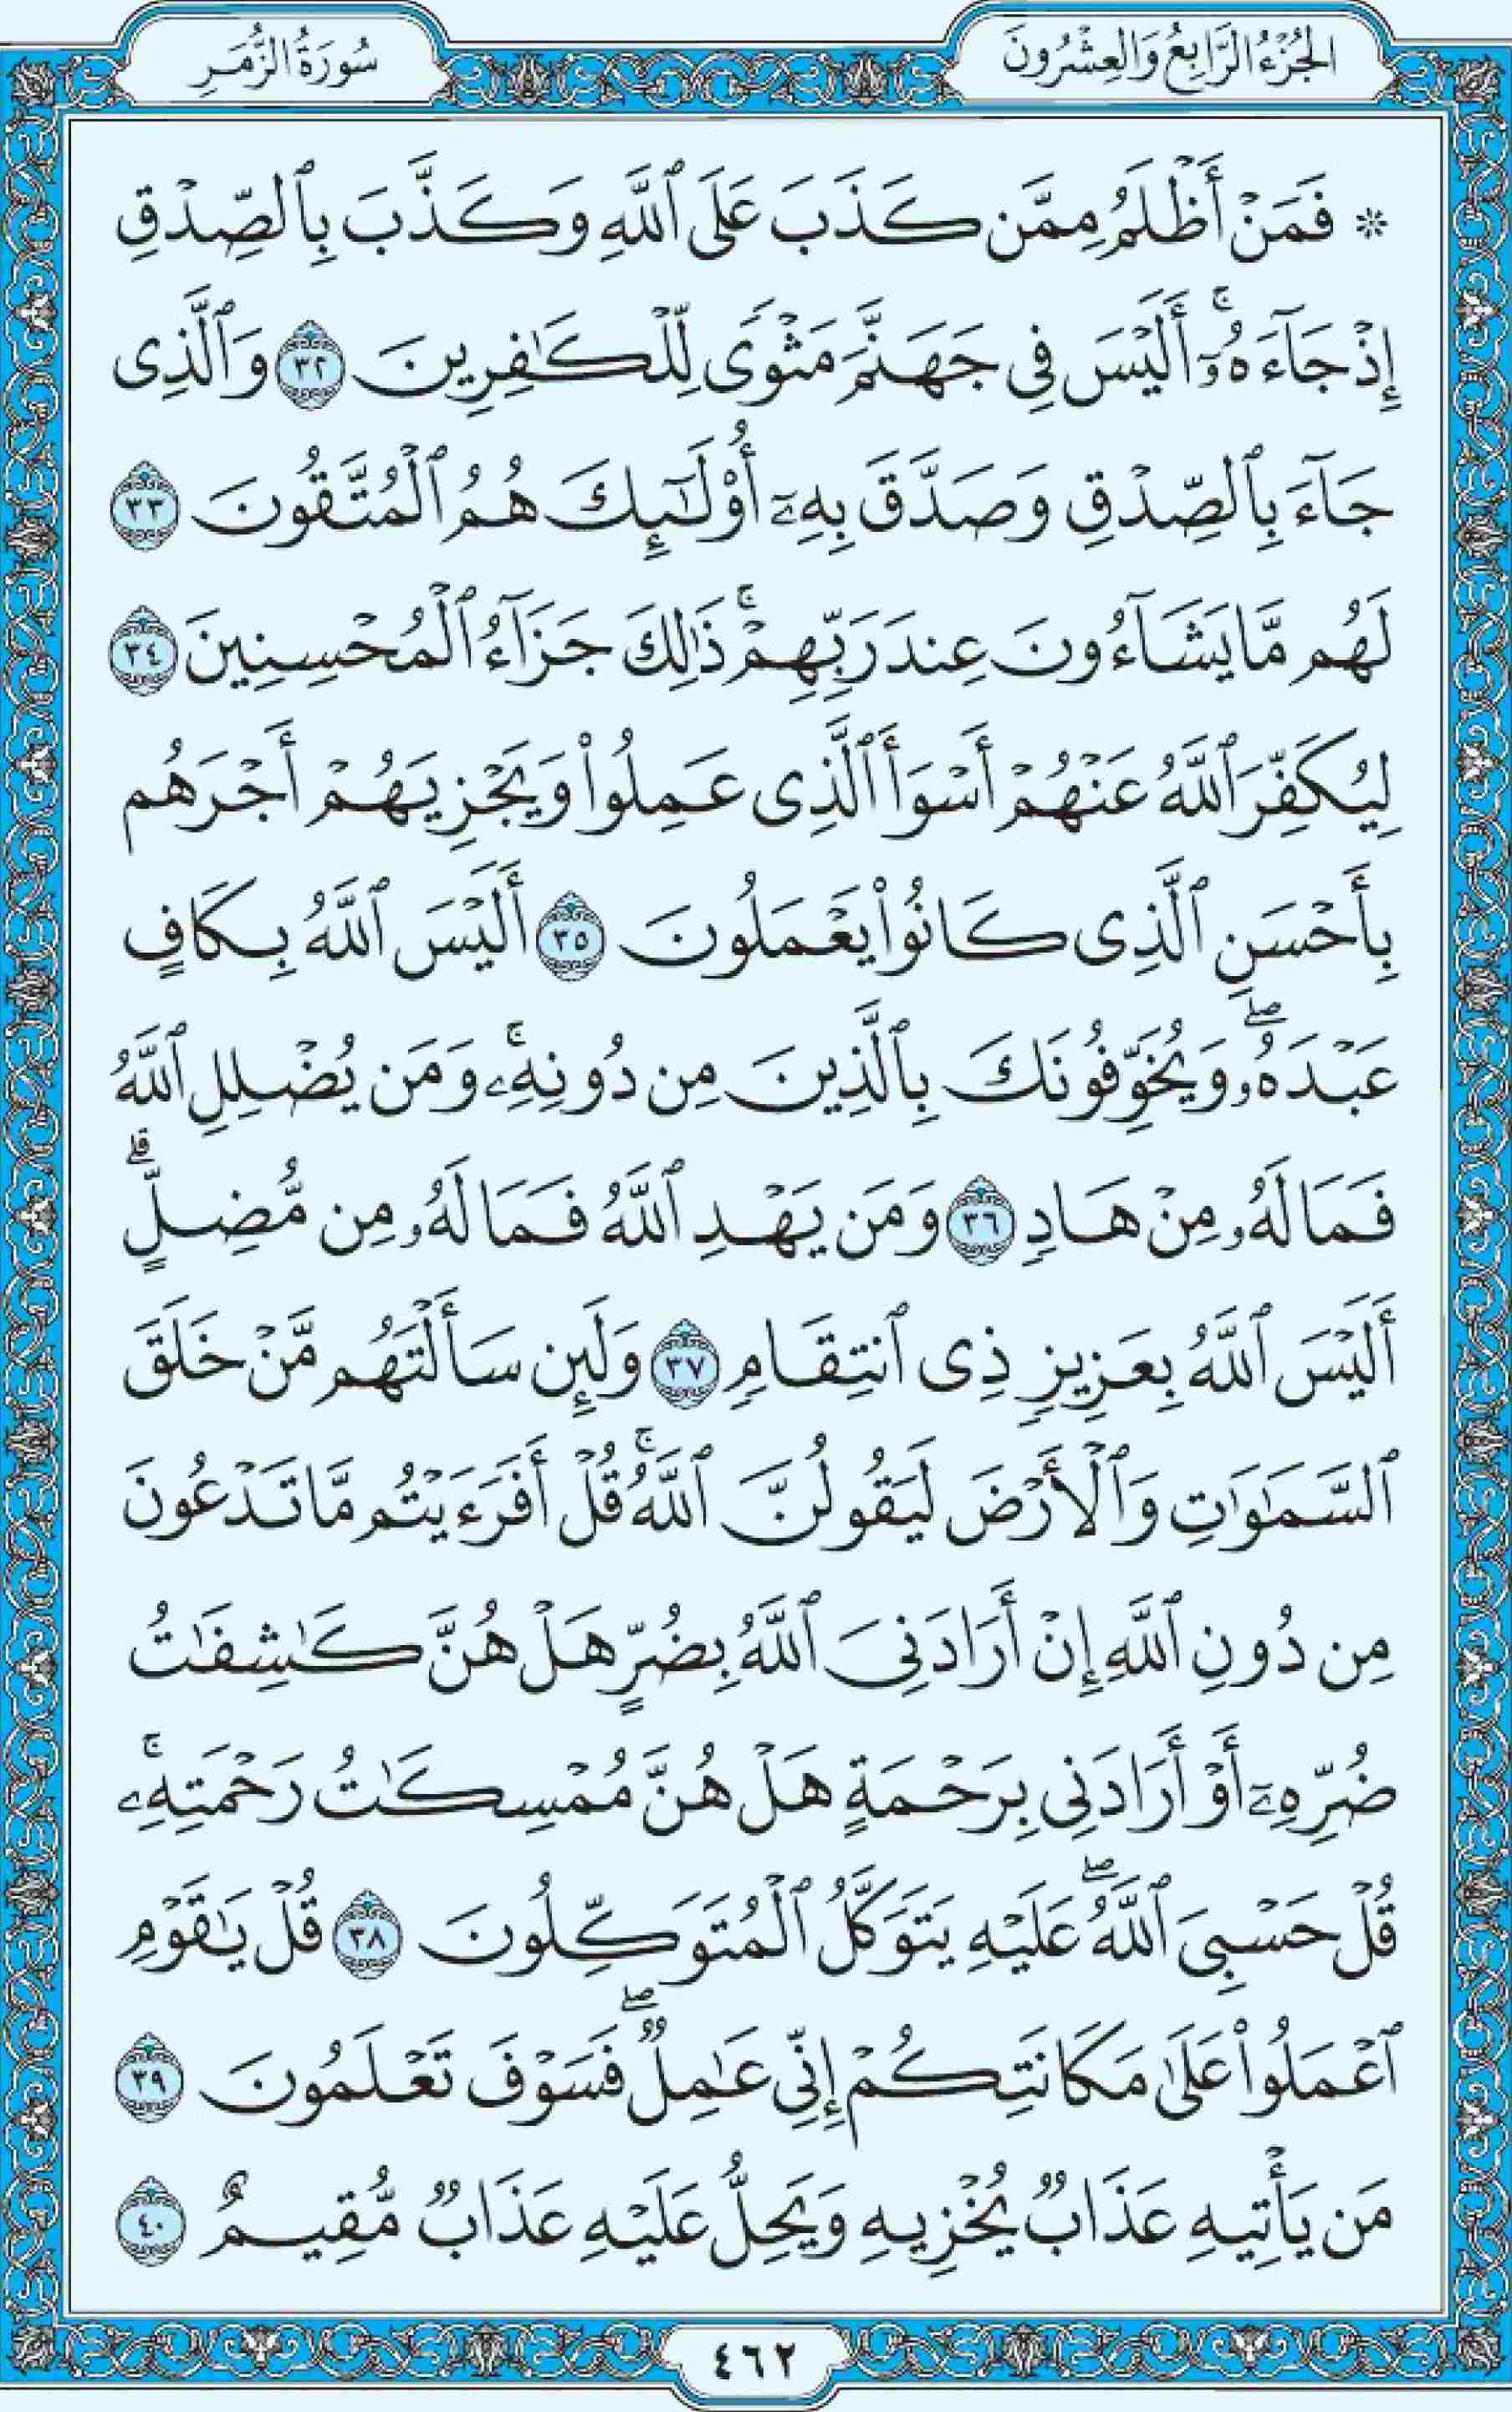 الجُزْءُ الرَّابِعُ وَالعِشْرُونَ
سُورَةُ الزُّمَرِ
۞ فَمَنْ أَظْلَمُ مِمَّن كَذَبَ عَلَى ٱللَّهِ وَكَذَّبَ بِٱلصِّدْقِ
إِذْ جَآءَهُۥٓۚ أَلَيْسَ فِى جَهَنَّمَ مَثْوًى لِّلْكَٰفِرِينَ ٣٢ وَٱلَّذِى
جَآءَ بِٱلصِّدْقِ وَصَدَّقَ بِهِۦٓ أُو۟لَٰٓئِكَ هُمُ ٱلْمُتَّقُونَ ٣٣
لَهُم مَّا يَشَآءُونَ عِندَ رَبِّهِمْۚ ذَٰلِكَ جَزَآءُ ٱلْمُحْسِنِينَ ٣٤
لِيُكَفِّرَ ٱللَّهُ عَنْهُمْ أَسْوَأَ ٱلَّذِى عَمِلُوا۟ وَيَجْزِيَهُمْ أَجْرَهُم
بِأَحْسَنِ ٱلَّذِى كَانُوا۟ يَعْمَلُونَ ٣٥ أَلَيْسَ ٱللَّهُ بِكَافٍ
عَبْدَهُۥۖ وَيُخَوِّفُونَكَ بِٱلَّذِينَ مِن دُونِهِۦۚ وَمَن يُضْلِلِ ٱللَّهُ
فَمَا لَهُۥ مِنْ هَادٍ ٣٦ وَمَن يَهْدِ ٱللَّهُ فَمَا لَهُۥ مِن مُّضِلٍّۗ
أَلَيْسَ ٱللَّهُ بِعَزِيزٍ ذِى ٱنتِقَامٍ ٣٧ وَلَئِن سَأَلْتَهُم مَّنْ خَلَقَ
ٱلسَّمَٰوَٰتِ وَٱلْأَرْضَ لَيَقُولُنَّ ٱللَّهُۚ قُلْ أَفَرَءَيْتُم مَّا تَدْعُونَ
مِن دُونِ ٱللَّهِ إِنْ أَرَادَنِىَ ٱللَّهُ بِضُرٍّ هَلْ هُنَّ كَٰشِفَٰتُ
ضُرِّهِۦٓ أَوْ أَرَادَنِى بِرَحْمَةٍ هَلْ هُنَّ مُمْسِكَٰتُ رَحْمَتِهِۦۚ
قُلْ حَسْبِىَ ٱللَّهُۖ عَلَيْهِ يَتَوَكَّلُ ٱلْمُتَوَكِّلُونَ ٣٨ قُلْ يَٰقَوْمِ
ٱعْمَلُوا۟ عَلَىٰ مَكَانَتِكُمْ إِنِّى عَٰمِلٌۖ فَسَوْفَ تَعْلَمُونَ ٣٩
مَن يَأْتِيهِ عَذَابٌ يُخْزِيهِ وَيَحِلُّ عَلَيْهِ عَذَابٌ مُّقِيمٌ ٤٠
٤٦٢